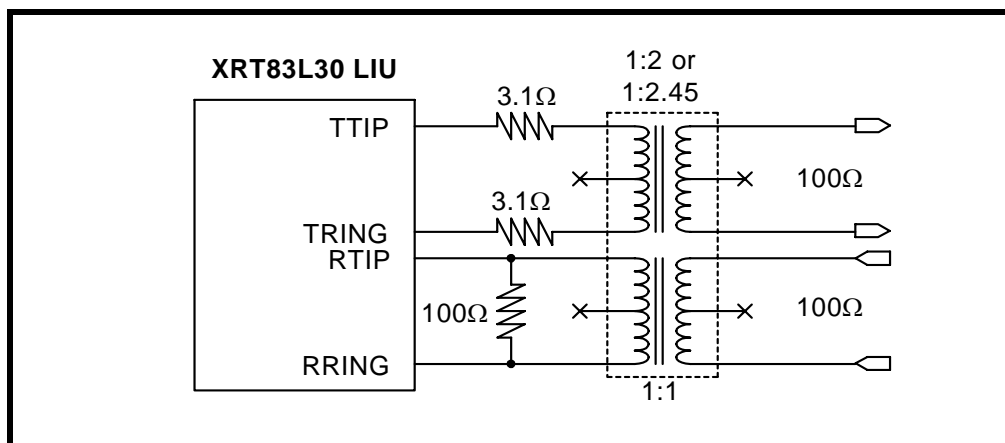 XRT83L30 LIU
1:2 or
1:2.45
3.1Ω
TTIP
100Ω
3.1Ω
TRING
RTIP
100Ω
100Ω
RRING
1:1